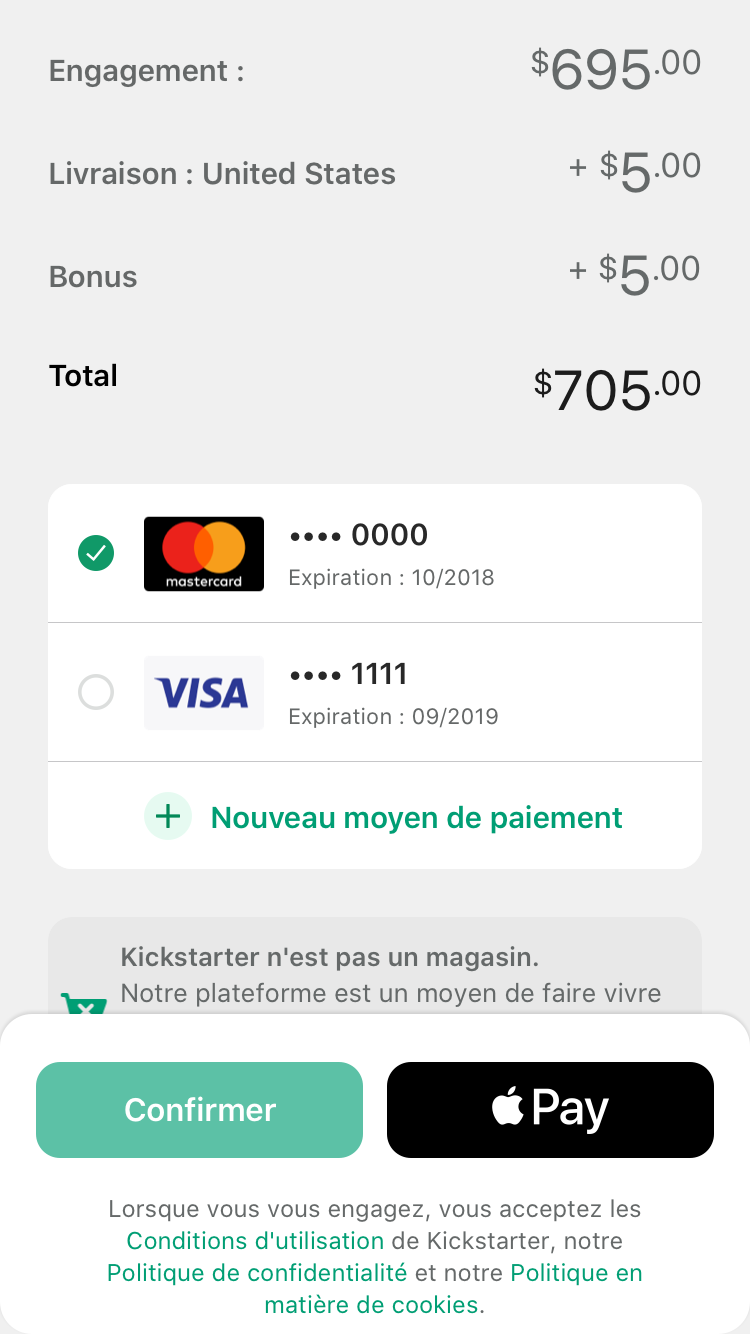 Engagement : $695.00
Livraison : United States + $5.00
Bonus + $5.00
Total $705.00
mastercard
•••• 0000
Expiration : 10/2018
VISA
•••• 1111
Expiration : 09/2019
+ Nouveau moyen de paiement
Kickstarter n'est pas un magasin.
Notre plateforme est un moyen de faire vivre
Confirmer
Pay
Lorsque vous vous engagez, vous acceptez les
Conditions d'utilisation de Kickstarter, notre
Politique de confidentialité et notre Politique en
matière de cookies.